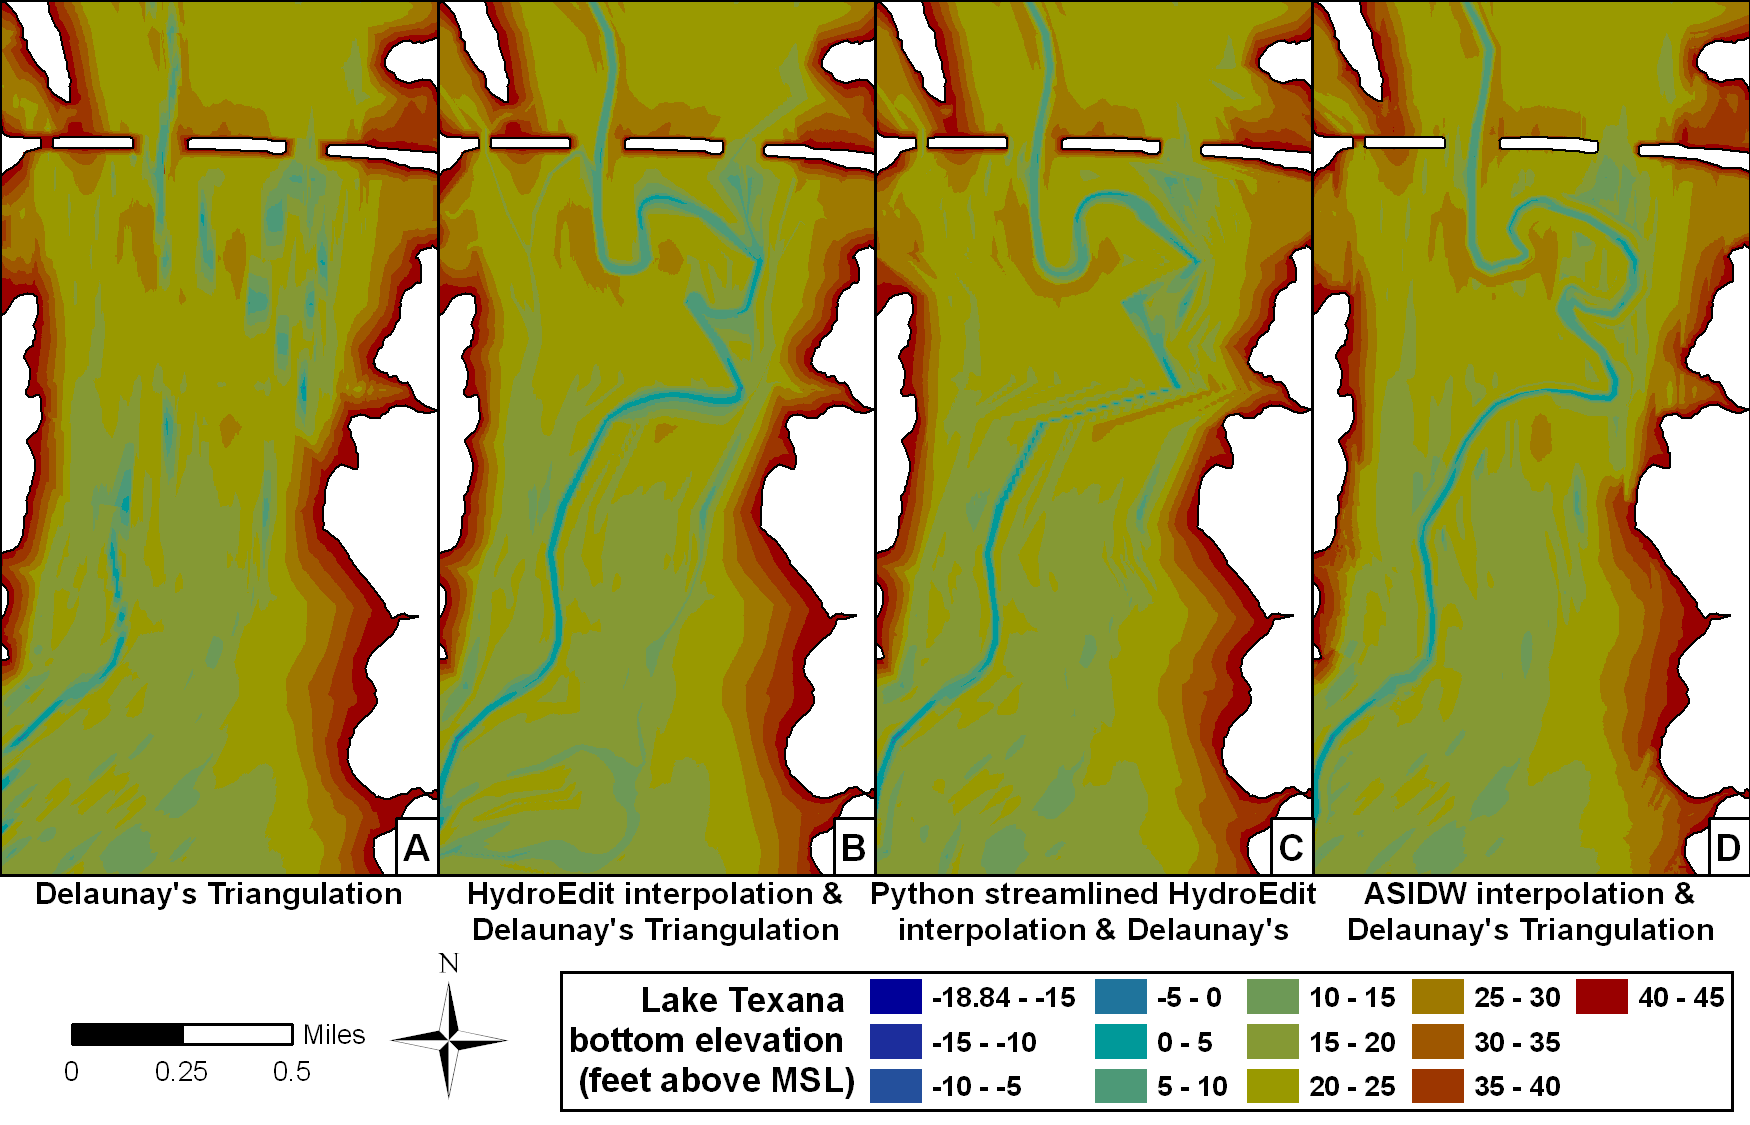 A
B
C
D
Delaunay's Triangulation
HydroEdit interpolation &
Delaunay's Triangulation
Python streamlined HydroEdit
interpolation & Delaunay's
ASIDW interpolation &
Delaunay's Triangulation
N
Miles
0 0.25 0.5
Lake Texana
bottom elevation
(feet above MSL)
-18.84 - -15
-15 - -10
-10 - -5
-5 - 0
0 - 5
5 - 10
10 - 15
15 - 20
20 - 25
25 - 30
30 - 35
35 - 40
40 - 45